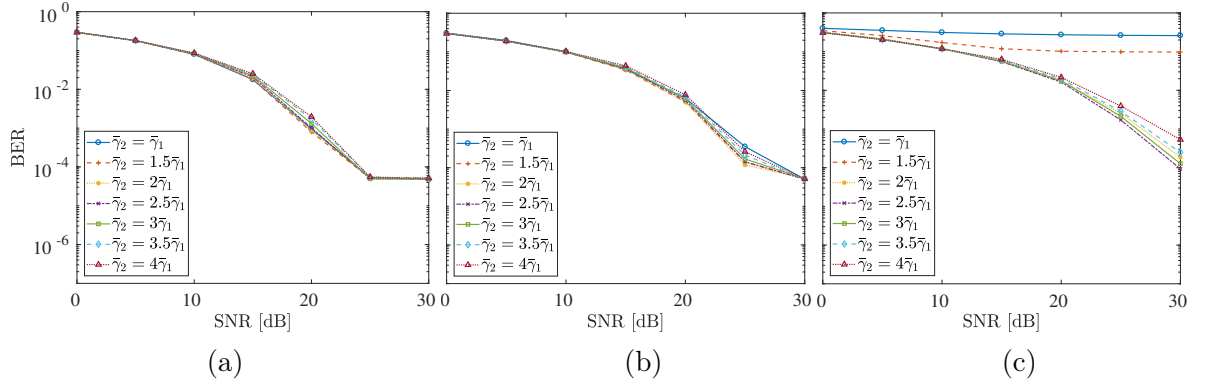 10^0
10^-2
10^-4
10^-6
BER
γ̄₂ = γ̄₁
γ̄₂ = 1.5γ̄₁
γ̄₂ = 2γ̄₁
γ̄₂ = 2.5γ̄₁
γ̄₂ = 3γ̄₁
γ̄₂ = 3.5γ̄₁
γ̄₂ = 4γ̄₁
0 10 20 30
SNR [dB]
(a)
γ̄₂ = γ̄₁
γ̄₂ = 1.5γ̄₁
γ̄₂ = 2γ̄₁
γ̄₂ = 2.5γ̄₁
γ̄₂ = 3γ̄₁
γ̄₂ = 3.5γ̄₁
γ̄₂ = 4γ̄₁
0 10 20 30
SNR [dB]
(b)
γ̄₂ = γ̄₁
γ̄₂ = 1.5γ̄₁
γ̄₂ = 2γ̄₁
γ̄₂ = 2.5γ̄₁
γ̄₂ = 3γ̄₁
γ̄₂ = 3.5γ̄₁
γ̄₂ = 4γ̄₁
0 10 20 30
SNR [dB]
(c)